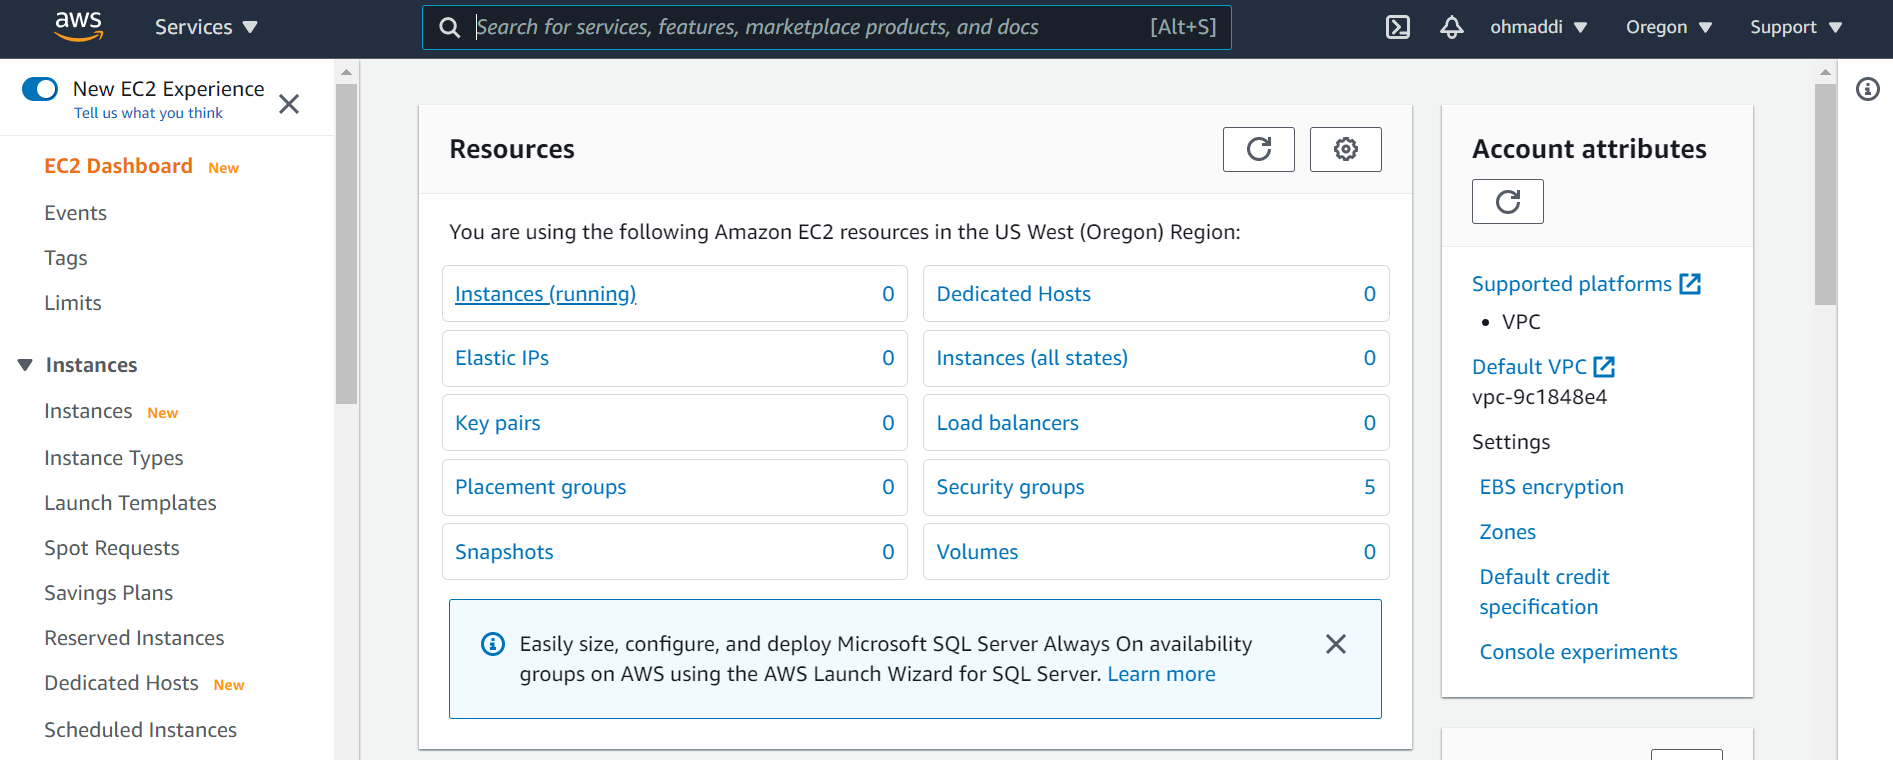 aws
Services
Search for services, features, marketplace products, and docs
[Alt+S]
ohmaddi
Oregon
Support
New EC2 Experience
Tell us what you think
EC2 Dashboard New
Events
Tags
Limits
Instances
Instances New
Instance Types
Launch Templates
Spot Requests
Savings Plans
Reserved Instances
Dedicated Hosts New
Scheduled Instances
Resources
You are using the following Amazon EC2 resources in the US West (Oregon) Region:
Instances (running) 0
Dedicated Hosts 0
Elastic IPs 0
Instances (all states) 0
Key pairs 0
Load balancers 0
Placement groups 0
Security groups 5
Snapshots 0
Volumes 0
Easily size, configure, and deploy Microsoft SQL Server Always On availability
groups on AWS using the AWS Launch Wizard for SQL Server. Learn more
Account attributes
Supported platforms
• VPC
Default VPC
vpc-9c1848e4
Settings
EBS encryption
Zones
Default credit
specification
Console experiments